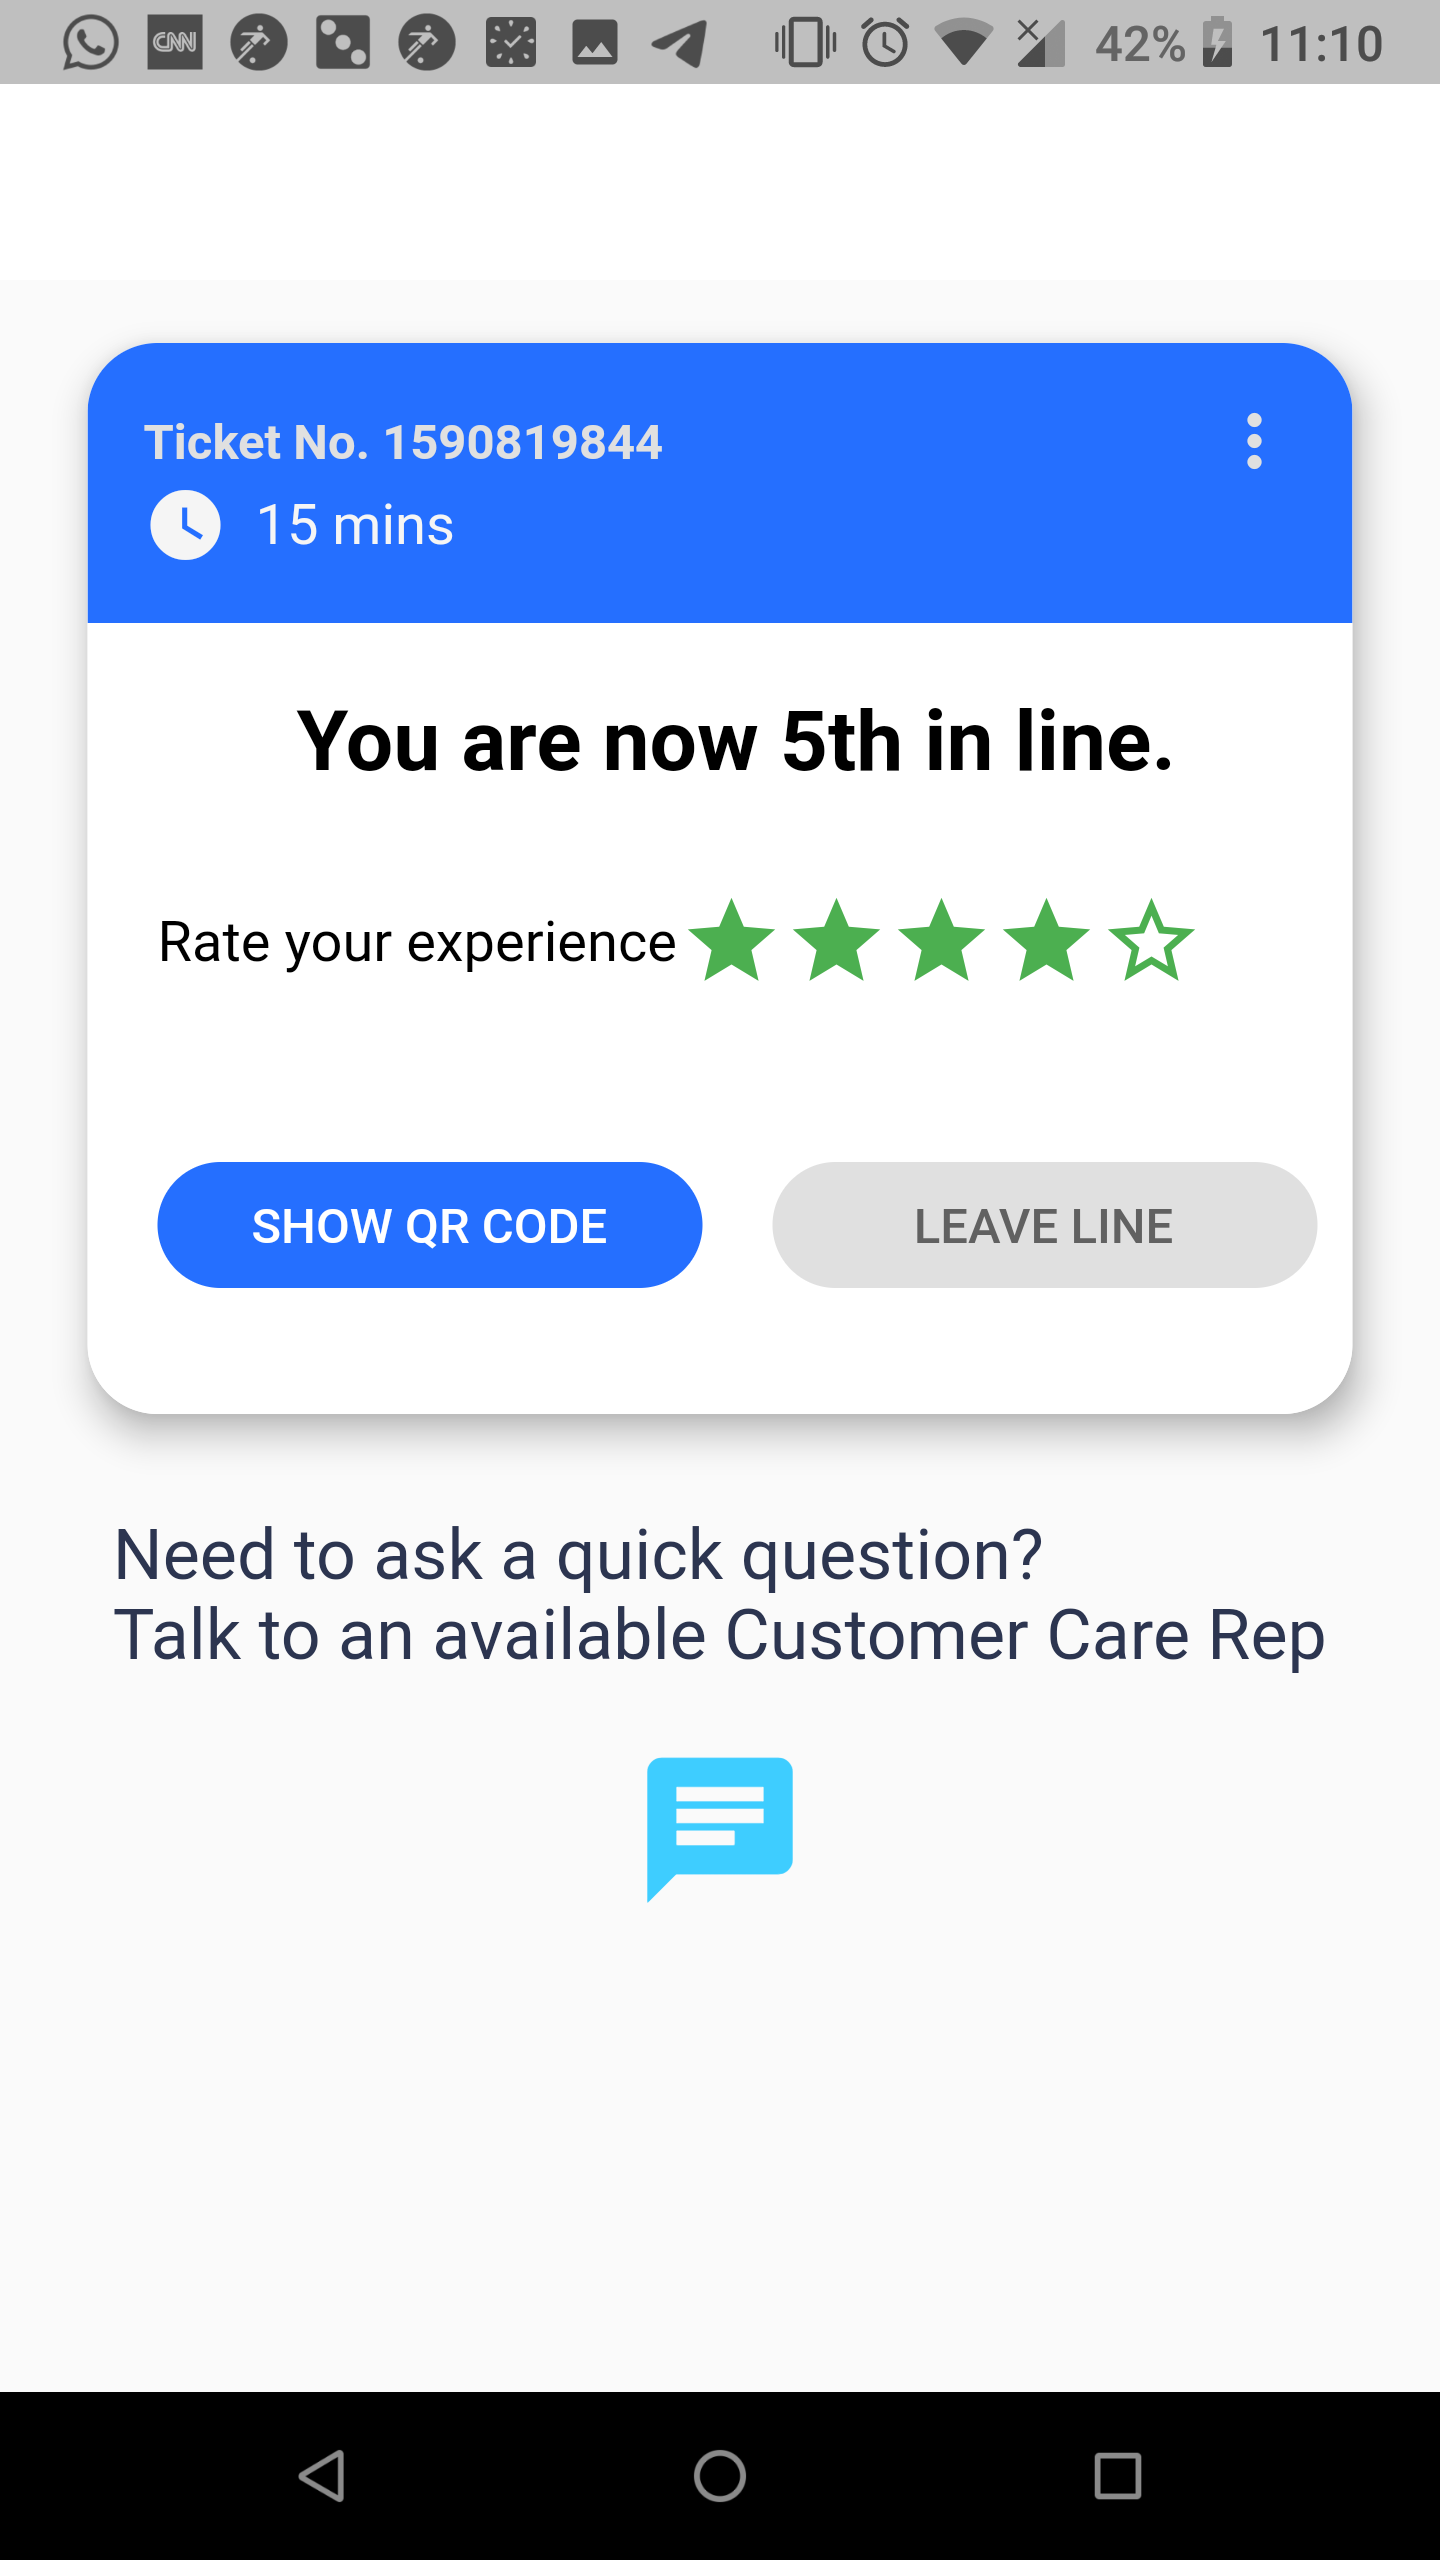 CNN 42% 11:10
Ticket No. 1590819844
15 mins
You are now 5th in line.
Rate your experience
SHOW QR CODE LEAVE LINE
Need to ask a quick question?
Talk to an available Customer Care Rep